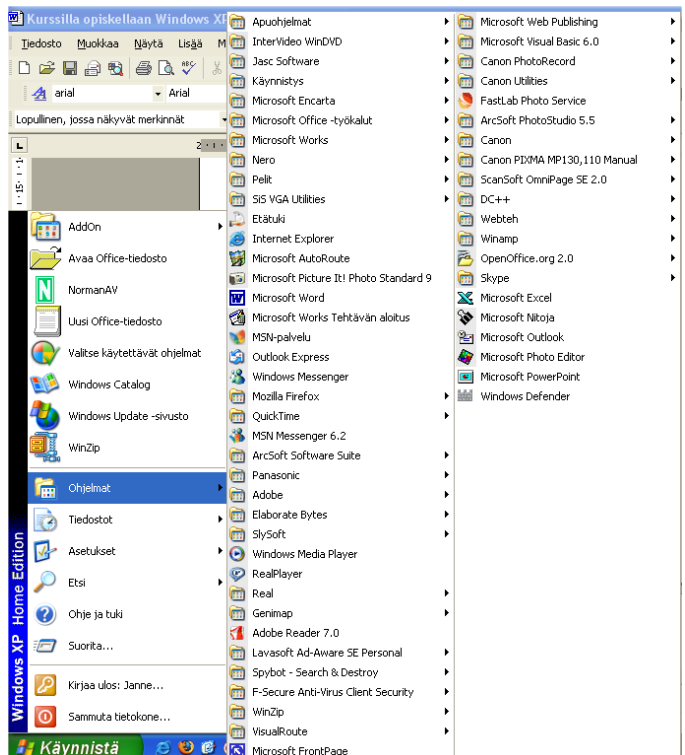 Kurssilla opiskellaan Windows XP
Tiedosto Muokkaa Näytä Lisää M
arial Arial
Lopullinen, jossa näkyvät merkinnät
L 2
15
AddOn
Avaa Office-tiedosto
NormanAV
Uusi Office-tiedosto
Valitse käytettävät ohjelmat
Windows Catalog
Windows Update -sivusto
WinZip
Ohjelmat
Tiedostot
Asetukset
Etsi
Ohje ja tuki
Suorita...
Kirjaa ulos: Janne...
Sammuta tietokone...
Windows XP Home Edition
Käynnistä
Apuohjelmat
InterVideo WinDVD
Jasc Software
Käynnistys
Microsoft Encarta
Microsoft Office -työkalut
Microsoft Works
Nero
Pelit
SiS VGA Utilities
Etätuki
Internet Explorer
Microsoft AutoRoute
Microsoft Picture It! Photo Standard 9
Microsoft Word
Microsoft Works Tehtävän aloitus
MSN-palvelu
Outlook Express
Windows Messenger
Mozilla Firefox
QuickTime
MSN Messenger 6.2
ArcSoft Software Suite
Panasonic
Adobe
Elaborate Bytes
SlySoft
Windows Media Player
RealPlayer
Real
Genimap
Adobe Reader 7.0
Lavasoft Ad-Aware SE Personal
Spybot - Search & Destroy
F-Secure Anti-Virus Client Security
WinZip
VisualRoute
Microsoft FrontPage
Microsoft Web Publishing
Microsoft Visual Basic 6.0
Canon PhotoRecord
Canon Utilities
FastLab Photo Service
ArcSoft PhotoStudio 5.5
Canon
Canon PIXMA MP130,110 Manual
ScanSoft OmniPage SE 2.0
DC++
Webteh
Winamp
OpenOffice.org 2.0
Skype
Microsoft Excel
Microsoft Nitoja
Microsoft Outlook
Microsoft Photo Editor
Microsoft PowerPoint
Windows Defender